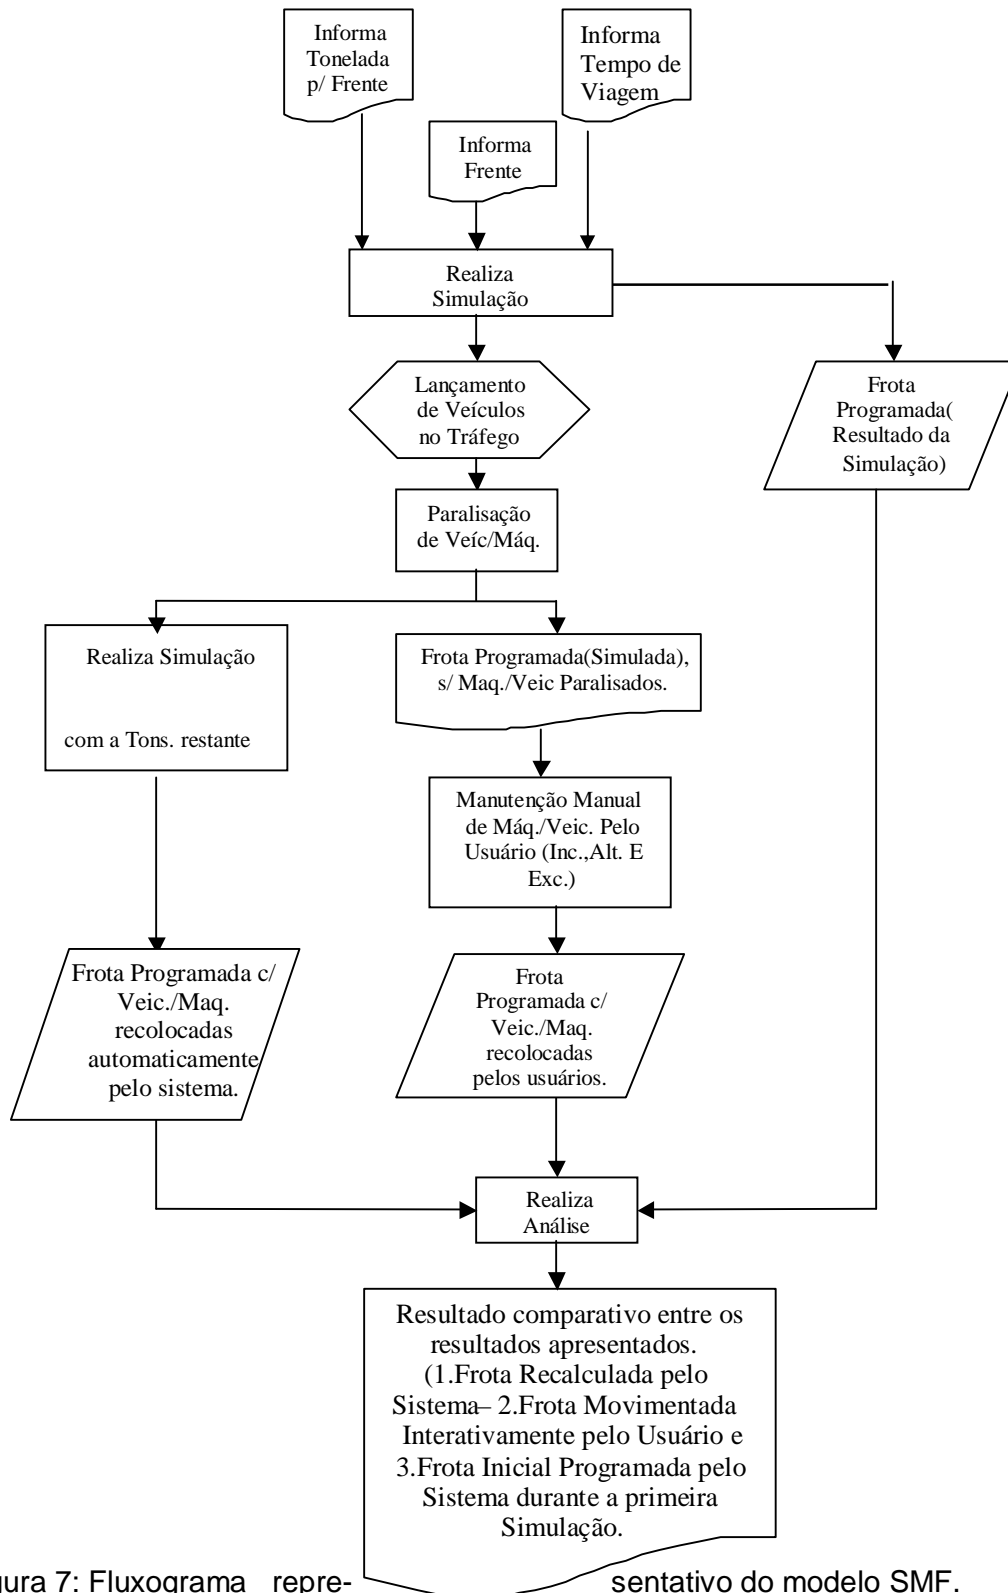 Informa
Tonelada
p/ Frente
Informa
Tempo de
Viagem
Informa
Frente
Realiza
Simulação
Lançamento
de Veículos
no Tráfego
Frota
Programada(
Resultado da
Simulação)
Paralisação
de Veíc/Máq.
Realiza Simulação
com a Tons. restante
Frota Programada(Simulada),
s/ Maq./Veic Paralisados.
Manutenção Manual
de Máq./Veic. Pelo
Usuário (Inc.,Alt. E
Exc.)
Frota Programada c/
Veic./Maq.
recolocadas
automaticamente
pelo sistema.
Frota
Programada c/
Veic./Maq.
recolocadas
pelos usuários.
Realiza
Análise
Resultado comparativo entre os
resultados apresentados.
(1.Frota Recalculada pelo
Sistema– 2.Frota Movimentada
Interativamente pelo Usuário e
3.Frota Inicial Programada pelo
Sistema durante a primeira
Simulação.
gura 7: Fluxograma repre- sentativo do modelo SMF.